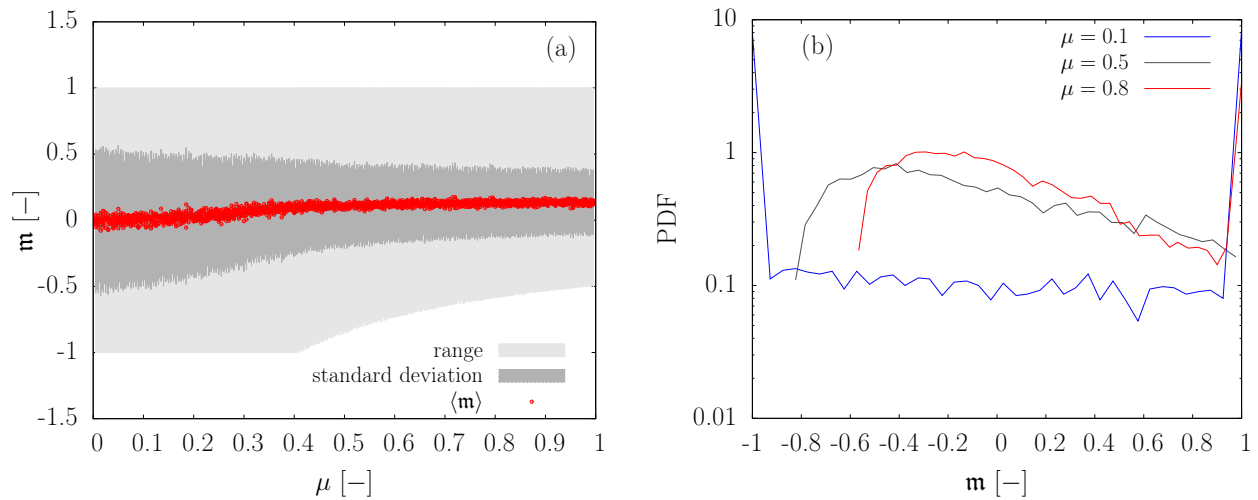 1.5
1
0.5
0
-0.5
-1
-1.5
𝔪 [−]
(a)
range
standard deviation
⟨𝔪⟩
0 0.1 0.2 0.3 0.4 0.5 0.6 0.7 0.8 0.9 1
μ [−]
10
1
0.1
0.01
PDF
(b)
μ = 0.1
μ = 0.5
μ = 0.8
-1 -0.8 -0.6 -0.4 -0.2 0 0.2 0.4 0.6 0.8 1
𝔪 [−]